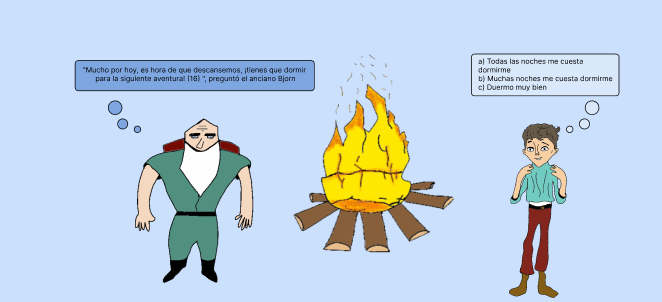 "Mucho por hoy, es hora de que descansemos, ¡tienes que dormir
para la siguiente aventura! (16) ", preguntó el anciano Bjorn
a) Todas las noches me cuesta
dormirme
b) Muchas noches me cuesta dormirme
c) Duermo muy bien